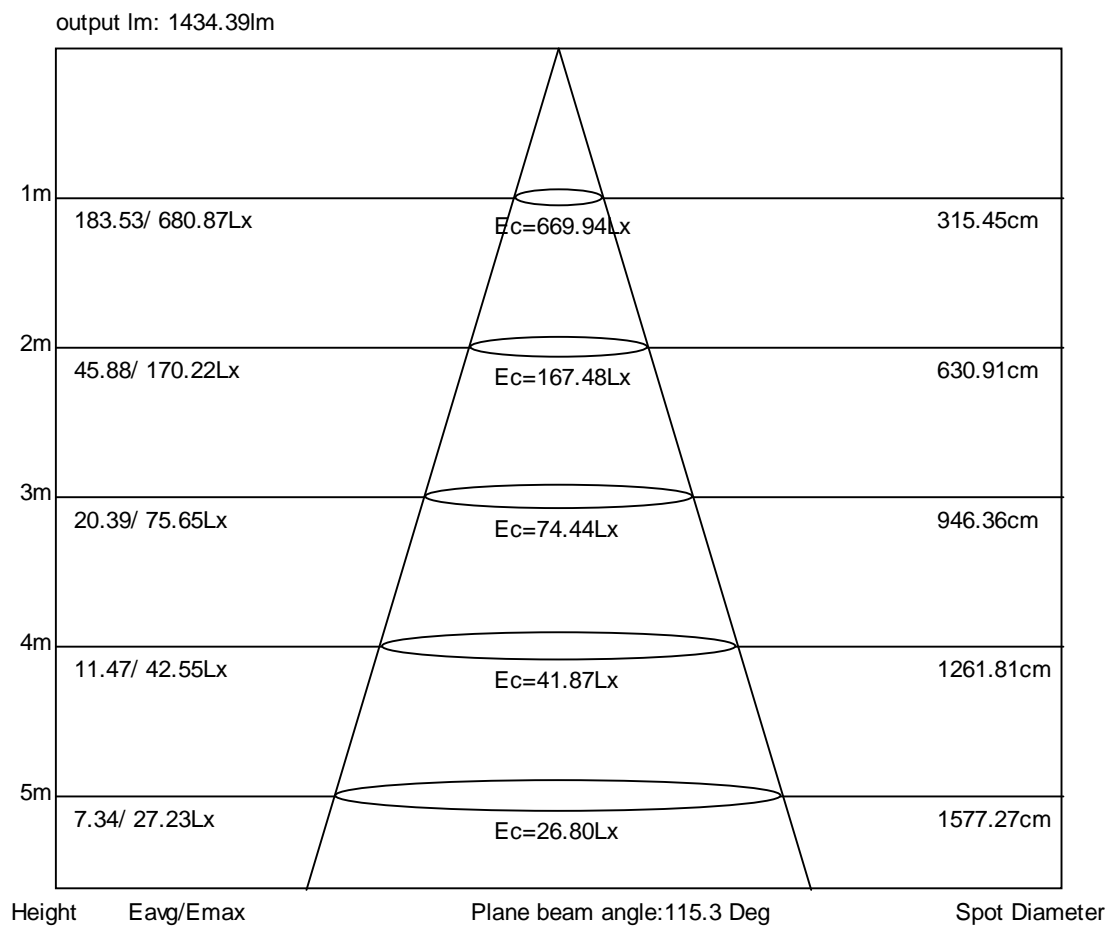 output lm: 1434.39lm
1m
183.53/ 680.87Lx
Ec=669.94Lx
315.45cm
2m
45.88/ 170.22Lx
Ec=167.48Lx
630.91cm
3m
20.39/ 75.65Lx
Ec=74.44Lx
946.36cm
4m
11.47/ 42.55Lx
Ec=41.87Lx
1261.81cm
5m
7.34/ 27.23Lx
Ec=26.80Lx
1577.27cm
Height Eavg/Emax Plane beam angle:115.3 Deg Spot Diameter